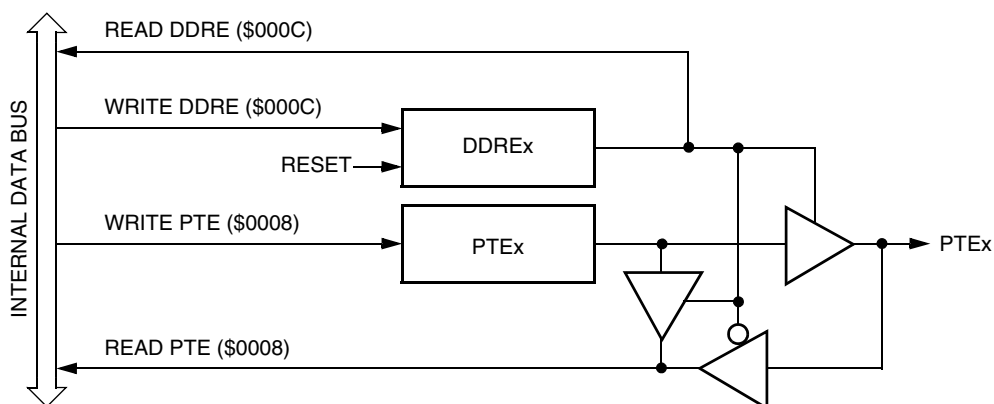 READ DDRE ($000C)
WRITE DDRE ($000C)
RESET
DDREx
WRITE PTE ($0008)
PTEx
PTEx
READ PTE ($0008)
INTERNAL DATA BUS